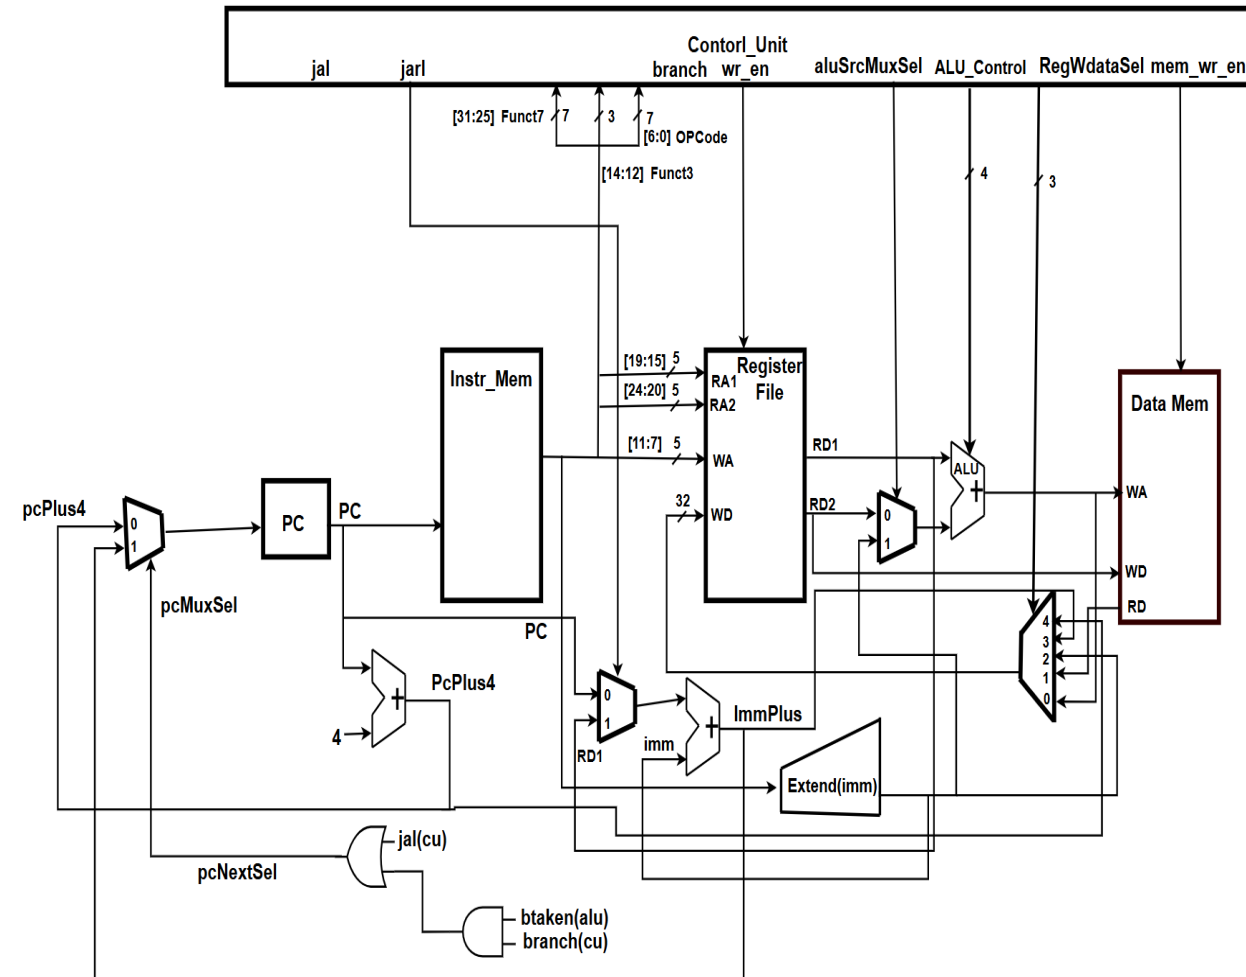 Contorl_Unit
jal
jarl
branch
wr_en
aluSrcMuxSel
ALU_Control
RegWdataSel
mem_wr_en
[31:25] Funct7
7
3
7
[6:0] OPCode
[14:12] Funct3
4
3
Instr_Mem
[19:15] 5
RA1
[24:20] 5
RA2
[11:7] 5
WA
32
WD
Register
File
RD1
RD2
ALU
+
0
1
Data Mem
WA
WD
RD
4
3
2
1
0
pcPlus4
0
1
PC
PC
pcMuxSel
PC
PcPlus4
+
4
0
1
RD1
imm
+
ImmPlus
Extend(imm)
jal(cu)
pcNextSel
btaken(alu)
branch(cu)